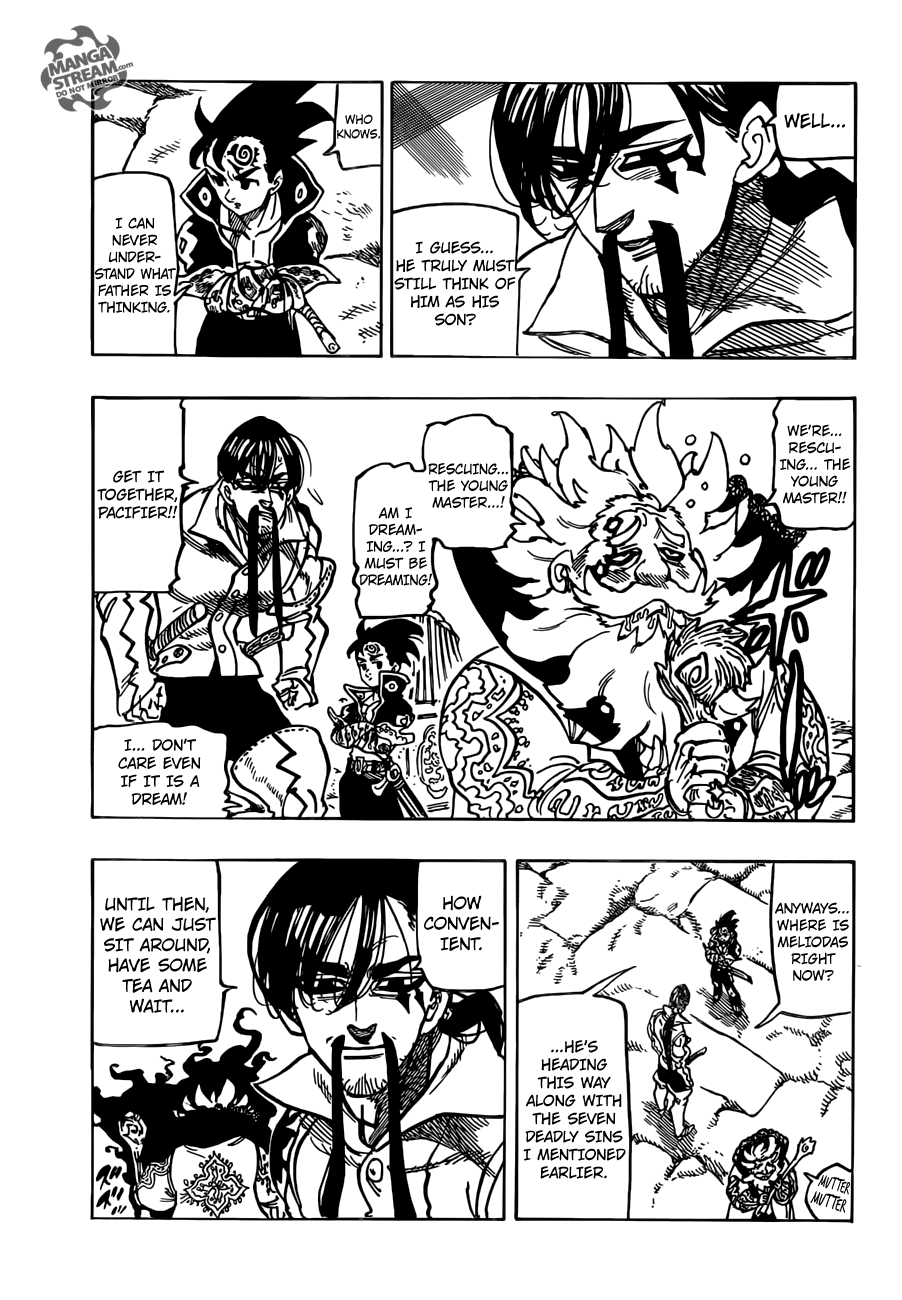 MANGA
STREAM.com
DO NOT MIRROR
WELL...
I GUESS...
HE TRULY MUST
STILL THINK OF
HIM AS HIS
SON?
WHO
KNOWS.
I CAN
NEVER
UNDER-
STAND WHAT
FATHER IS
THINKING.
WE'RE...
RESCU-
ING... THE
YOUNG
MASTER!!
RESCUING...
THE YOUNG
MASTER...!
AM I
DREAM-
ING...? I
MUST BE
DREAMING!
GET IT
TOGETHER,
PACIFIER!!
I... DON'T
CARE EVEN
IF IT IS A
DREAM!
ANYWAYS...
WHERE IS
MELIODAS
RIGHT
NOW?
...HE'S
HEADING
THIS WAY
ALONG WITH
THE SEVEN
DEADLY SINS
I MENTIONED
EARLIER.
MUTTER
MUTTER
HOW
CONVEN-
IENT.
UNTIL THEN,
WE CAN JUST
SIT AROUND,
HAVE SOME
TEA AND
WAIT...